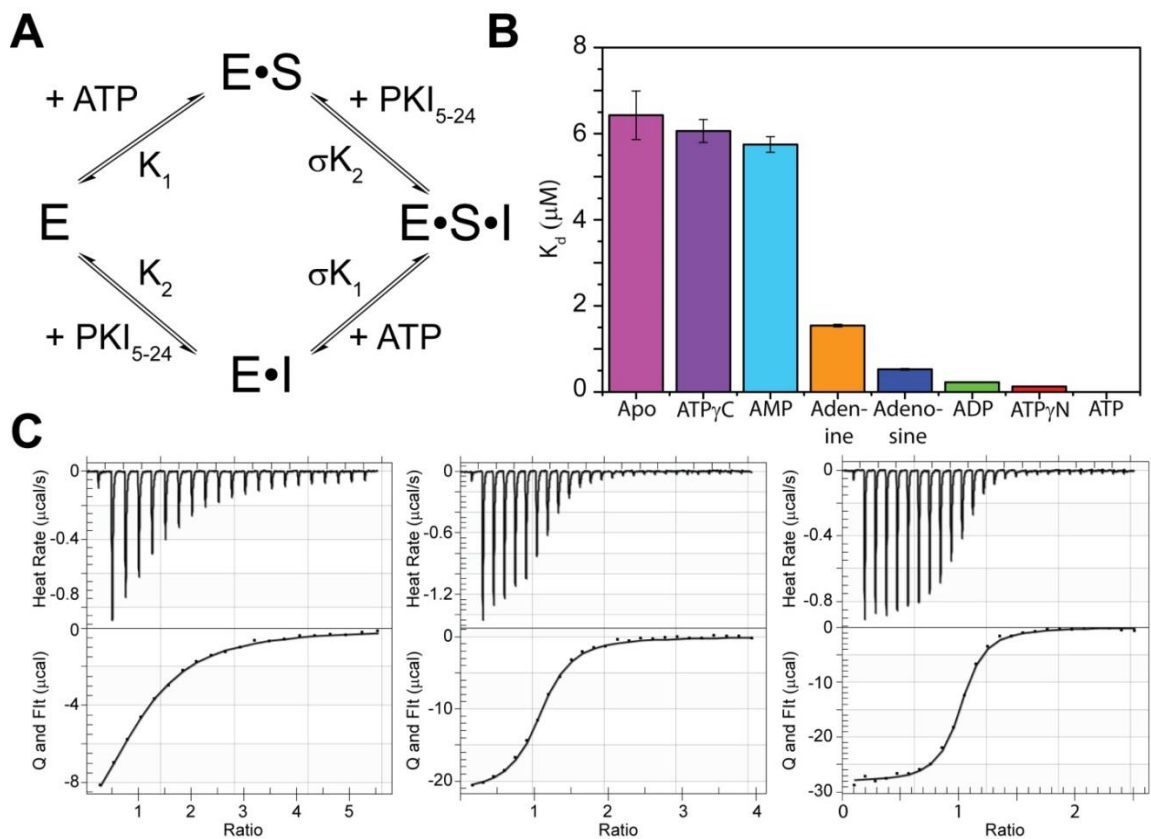 A
E•S
+ ATP
+ PKI5-24
K1
σK2
E
E•S•I
K2
σK1
+ PKI5-24
+ ATP
E•I
B
8
6
4
2
0
Kd (μM)
Apo
ATPγC
AMP
Aden-
ine
Adeno-
sine
ADP
ATPγN
ATP
C
Heat Rate (μcal/s)
0
-0.4
-0.8
Q and Flt (μcal)
0
-4
-8
1 2 3 4 5
Ratio
Heat Rate (μcal/s)
0
-0.6
-1.2
Q and Flt (μcal)
0
-10
-20
0 1 2 3 4
Ratio
Heat Rate (μcal/s)
0
-0.4
-0.8
Q and Flt (μcal)
0
-10
-20
-30
0 1 2
Ratio